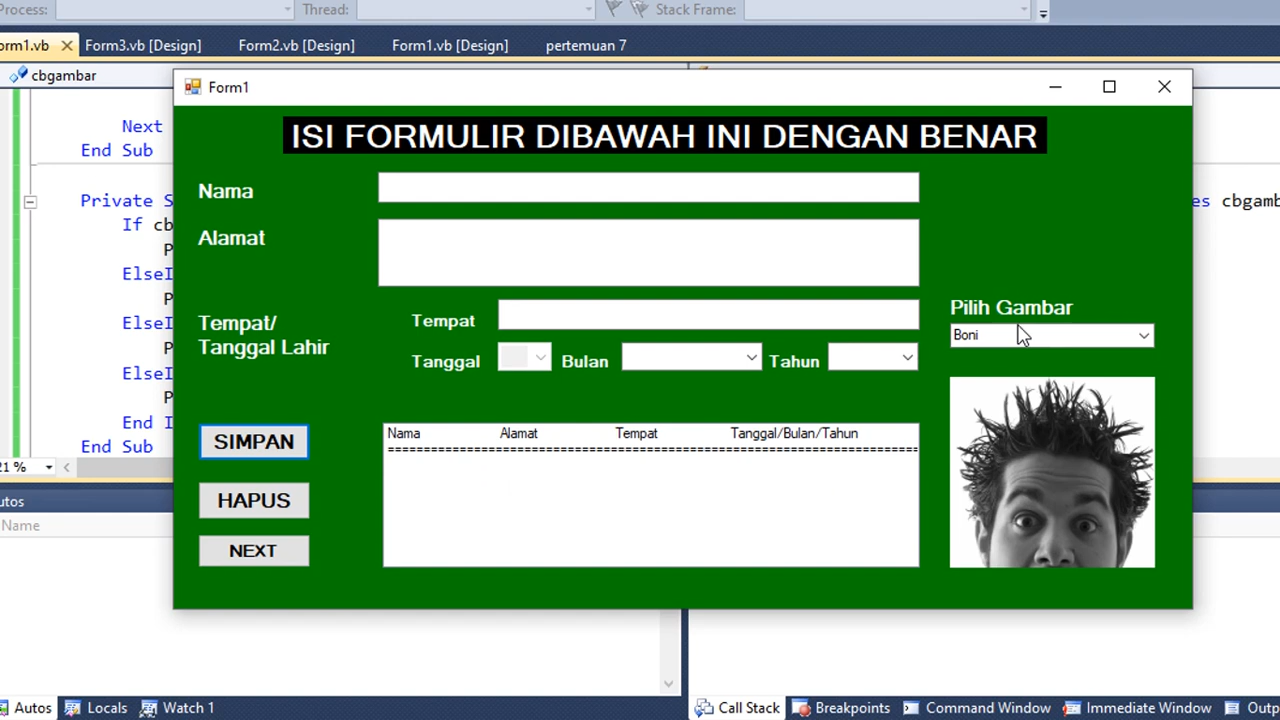 Process: Thread: Stack Frame:
orm1.vb Form3.vb [Design] Form2.vb [Design] Form1.vb [Design] pertemuan 7
cbgambar
Form1
Next
End Sub
Private S
If cb
P
ElseI
P
ElseI
P
ElseI
P
End I
End Sub
es cbgamb
ISI FORMULIR DIBAWAH INI DENGAN BENAR
Nama
Alamat
Tempat/
Tanggal Lahir
Tempat
Tanggal Bulan Tahun
Pilih Gambar
Boni
SIMPAN
HAPUS
NEXT
Nama Alamat Tempat Tanggal/Bulan/Tahun
==========================================================================
21 %
utos
Name
Autos Locals Watch 1 Call Stack Breakpoints Command Window Immediate Window Outp